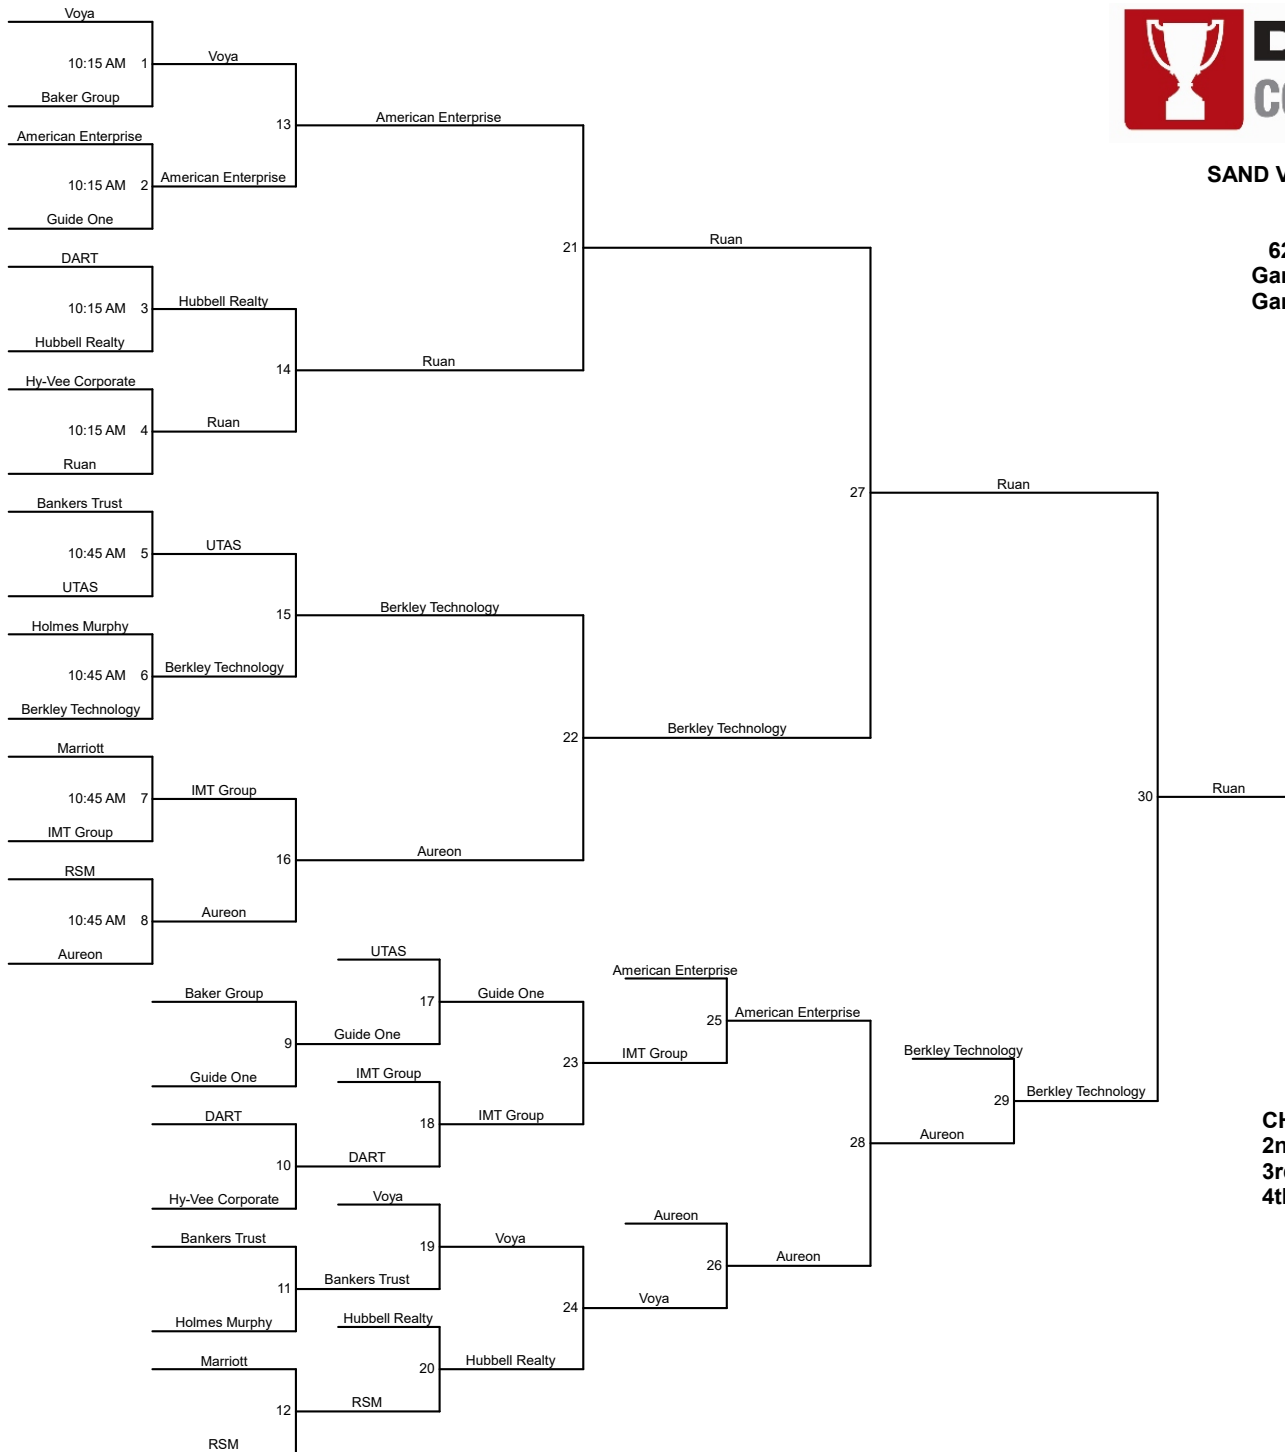 Voya
10:15 AM 1
Baker Group
Voya
American Enterprise
10:15 AM 2
Guide One
American Enterprise
13
American Enterprise
DART
10:15 AM 3
Hubbell Realty
Hubbell Realty
Hy-Vee Corporate
10:15 AM 4
Ruan
Ruan
14
Ruan
21
Ruan
Bankers Trust
10:45 AM 5
UTAS
UTAS
Holmes Murphy
10:45 AM 6
Berkley Technology
Berkley Technology
15
Berkley Technology
Marriott
10:45 AM 7
IMT Group
IMT Group
RSM
10:45 AM 8
Aureon
Aureon
16
Aureon
22
Berkley Technology
27
Ruan
30
Ruan
Baker Group
9
Guide One
UTAS
17
Guide One
Guide One
DART
10
Hy-Vee Corporate
IMT Group
18
DART
IMT Group
23
American Enterprise
25
IMT Group
American Enterprise
Bankers Trust
11
Holmes Murphy
Voya
19
Bankers Trust
Voya
Marriott
12
RSM
Hubbell Realty
20
RSM
Hubbell Realty
24
Aureon
26
Voya
Aureon
28
Berkley Technology
29
Aureon
Berkley Technology
SAND V
62
Gar
Gar
CH
2n
3r
4t